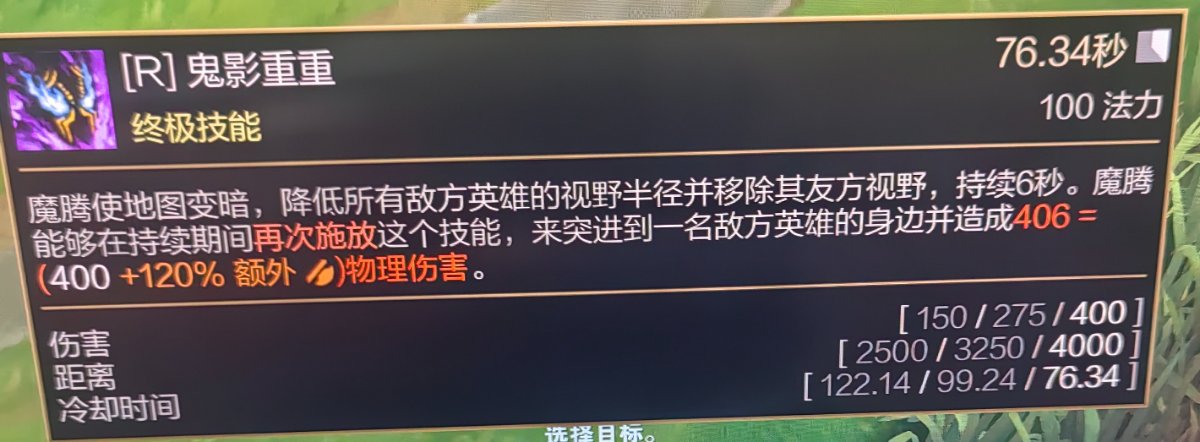 [R] 鬼影重重
76.34秒
终极技能
100 法力
魔腾使地图变暗，降低所有敌方英雄的视野半径并移除其友方视野，持续6秒。魔腾
能够在持续期间再次施放这个技能，来突进到一名敌方英雄的身边并造成406 =
(400 +120% 额外 )物理伤害。
伤害 [ 150 / 275 / 400 ]
距离 [ 2500 / 3250 / 4000 ]
冷却时间 [ 122.14 / 99.24 / 76.34 ]
选择目标。